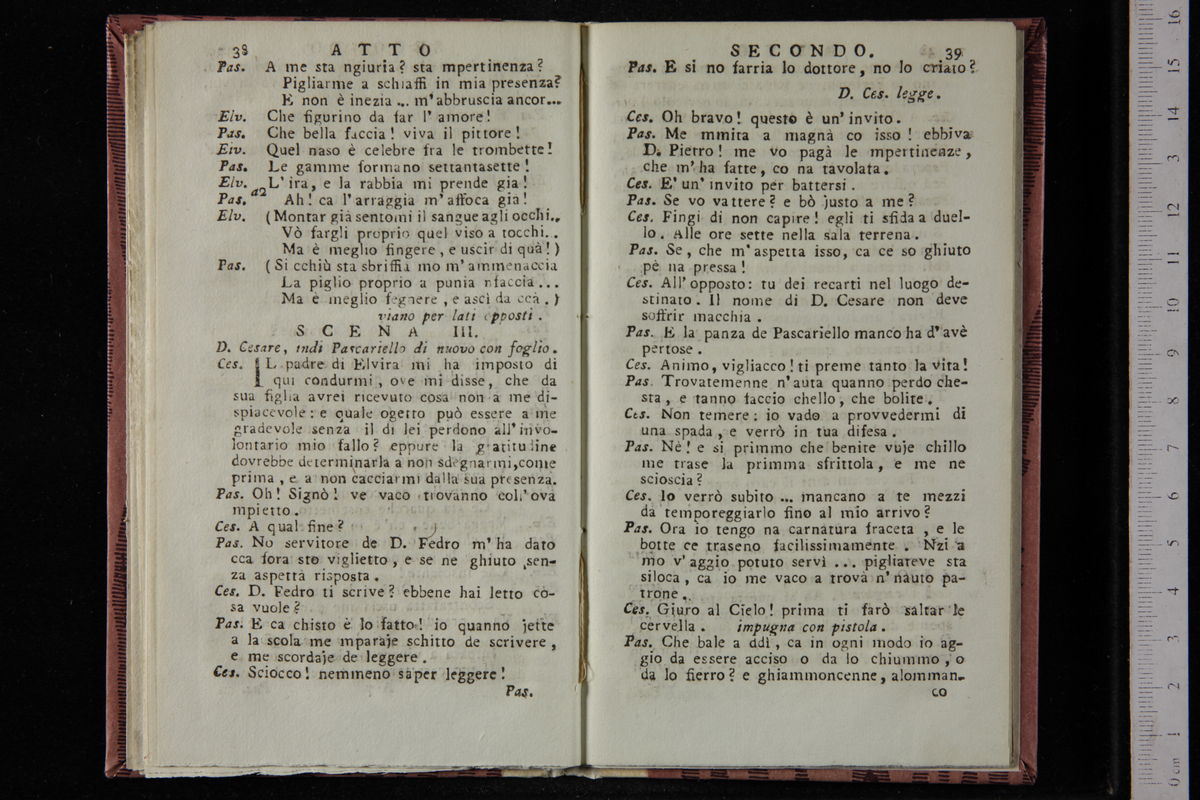 38 ATTO
Pas. A me sta ngiuria? sta mpertinenza?
Pigliarme a schiaffi in mia presenza?
E non è inezia ... m'abbruscia ancor...
Elv. Che figurino da far l'amore!
Pas. Che bella faccia! viva il pittore!
Elv. Quel naso è celebre fra le trombette!
Pas. Le gamme formano settantasette!
Elv. L'ira, e la rabbia mi prende gia!
a2
Pas. Ah! ca l'arraggia m'affoca gia!
Elv. (Montar già sentomi il sangue agli occhi..
Vò fargli proprio quel viso a tocchi..
Ma è meglio fingere, e uscir di quà!)
Pas. (Si cchiù sta sbriffia mo m'ammenaccia
La piglio proprio a punia nfaccia...
Ma è meglio fegnere, e ascì da ccà.)
viano per lati opposti.
SCENA III.
D. Cesare, indi Pascariello di nuovo con foglio.
Ces. IL padre di Elvira mi ha imposto di
qui condurmi, ove mi disse, che da
sua figlia avrei ricevuto cosa non a me di-
spiacevole: e quale ogetto può essere a me
gradevole senza il di lei perdono all'invo-
lontario mio fallo? eppure la gratitudine
dovrebbe determinarla a non sdegnarmi, come
prima, e a non cacciarmi dalla sua presenza.
Pas. Oh! Signò! ve vaco trovanno coll'ova
mpietto.
Ces. A qual fine?
Pas. No servitore de D. Fedro m'ha dato
cca fora sto viglietto, e se ne ghiuto sen-
za aspettà risposta.
Ces. D. Fedro ti scrive? ebbene hai letto co-
sa vuole?
Pas. E ca chisto è lo fatto! io quanno jette
a la scola me mparaje schitto de scrivere,
e me scordaje de leggere.
Ces. Sciocco! nemmeno saper leggere!
Pas.
SECONDO. 39
Pas. E si no farria lo dottore, no lo criato?
D. Ces. legge.
Ces. Oh bravo! questo è un'invito.
Pas. Me mmita a magnà co isso! ebbiva
D. Pietro! me vo pagà le mpertinenze,
che m'ha fatte, co na tavolata.
Ces. E' un'invito per battersi.
Pas. Se vo vattere? e bò justo a me?
Ces. Fingi di non capire! egli ti sfida a duel-
lo. Alle ore sette nella sala terrena.
Pas. Se, che m'aspetta isso, ca ce so ghiuto
pè na pressa!
Ces. All'opposto: tu dei recarti nel luogo de-
stinato. Il nome di D. Cesare non deve
soffrir macchia.
Pas. E la panza de Pascariello manco ha d'avè
pertose.
Ces. Animo, vigliacco! ti preme tanto la vita!
Pas. Trovatemenne n'auta quanno perdo che-
sta, e tanno faccio chello, che bolite.
Ces. Non temere: io vado a provvedermi di
una spada, e verrò in tua difesa.
Pas. Nè! e si primmo che benite vuje chillo
me trase la primma sfrittola, e me ne
scioscia?
Ces. Io verrò subito ... mancano a te mezzi
da temporeggiarlo fino al mio arrivo?
Pas. Ora io tengo na carnatura fraceta, e le
botte ce traseno facilissimamente. Nzi a
mo v'aggio potuto servì ... pigliateve sta
siloca, ca io me vaco a trovà n'nauto pa-
trone.
Ces. Giuro al Cielo! prima ti farò saltar le
cervella. impugna con pistola.
Pas. Che bale a ddì, ca in ogni modo io ag-
gio da essere acciso o da lo chiummo, o
da lo fierro? e ghiammoncenne, alomman-
co